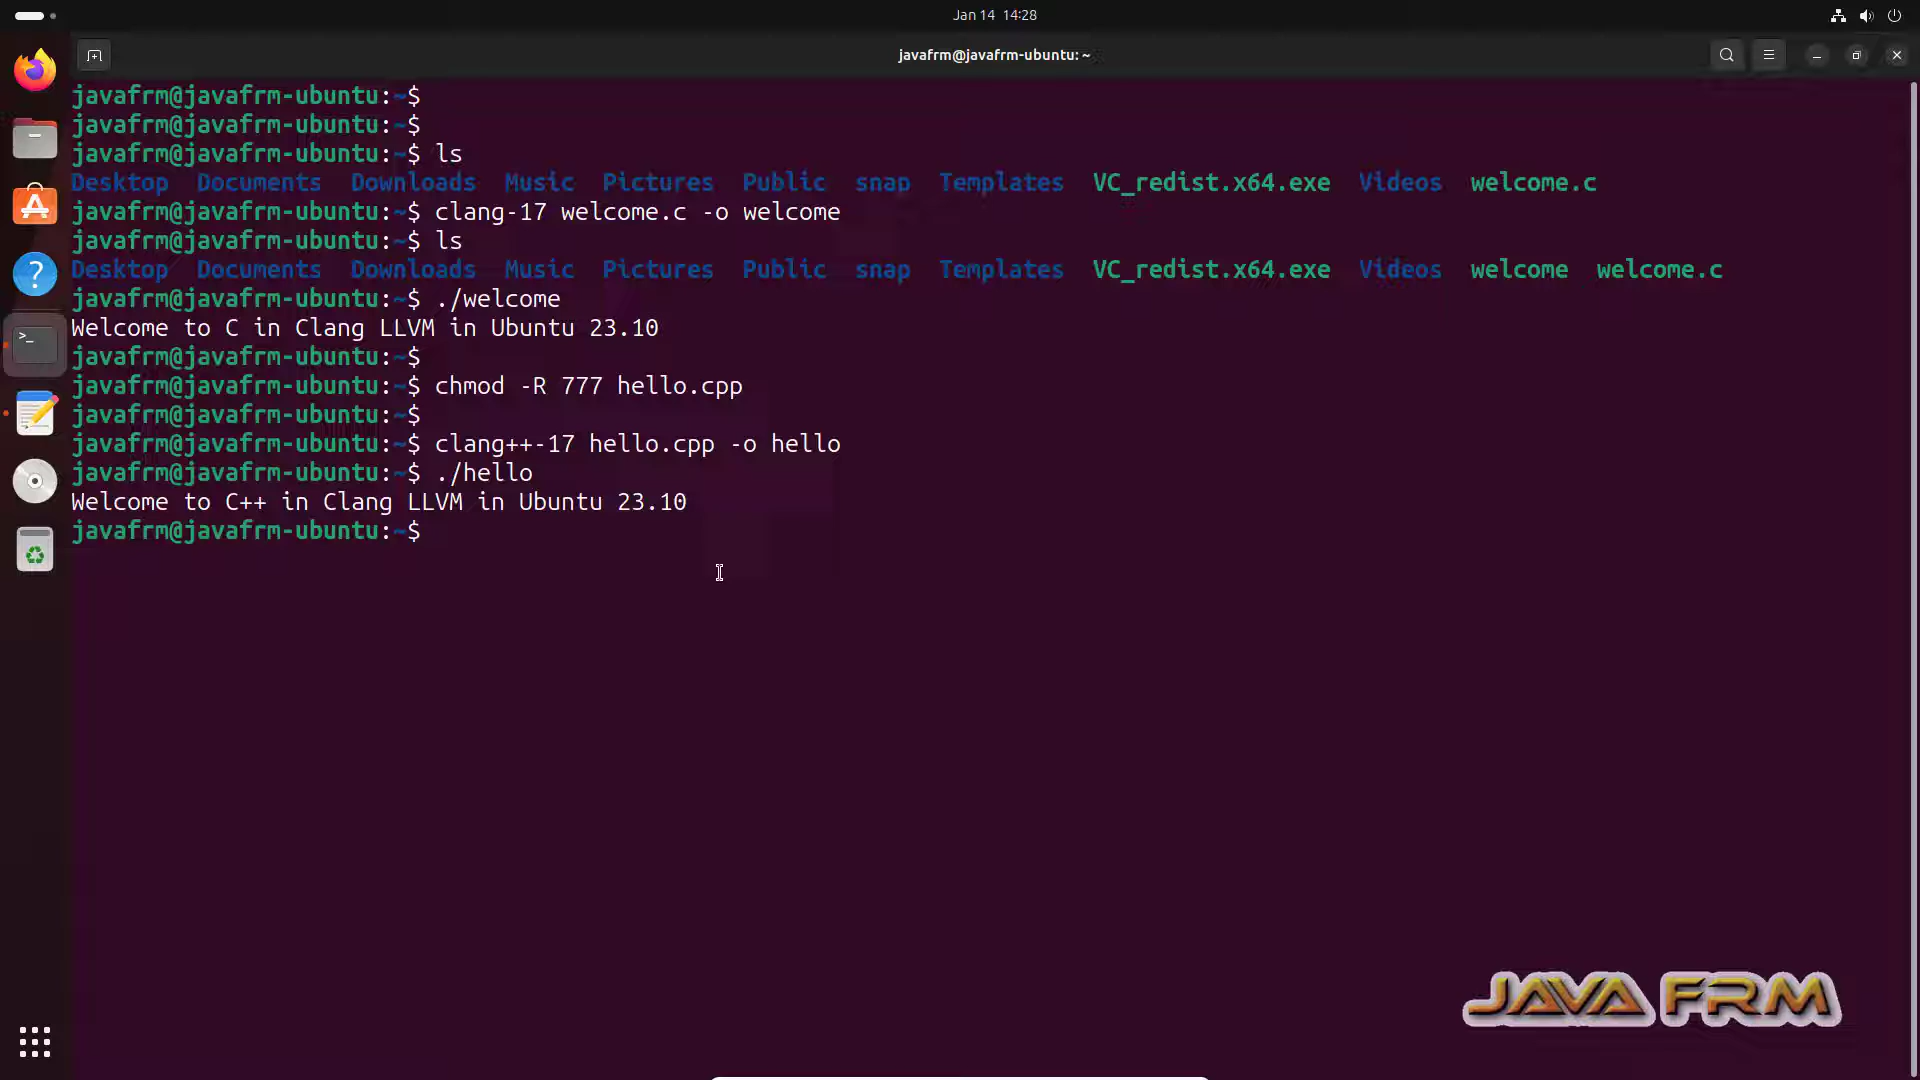 Jan 14 14:28
javafrm@javafrm-ubuntu: ~
javafrm@javafrm-ubuntu:~$
javafrm@javafrm-ubuntu:~$
javafrm@javafrm-ubuntu:~$ ls
Desktop Documents Downloads Music Pictures Public snap Templates VC_redist.x64.exe Videos welcome.c
javafrm@javafrm-ubuntu:~$ clang-17 welcome.c -o welcome
javafrm@javafrm-ubuntu:~$ ls
Desktop Documents Downloads Music Pictures Public snap Templates VC_redist.x64.exe Videos welcome welcome.c
javafrm@javafrm-ubuntu:~$ ./welcome
Welcome to C in Clang LLVM in Ubuntu 23.10
javafrm@javafrm-ubuntu:~$
javafrm@javafrm-ubuntu:~$ chmod -R 777 hello.cpp
javafrm@javafrm-ubuntu:~$
javafrm@javafrm-ubuntu:~$ clang++-17 hello.cpp -o hello
javafrm@javafrm-ubuntu:~$ ./hello
Welcome to C++ in Clang LLVM in Ubuntu 23.10
javafrm@javafrm-ubuntu:~$
JAVA FRM